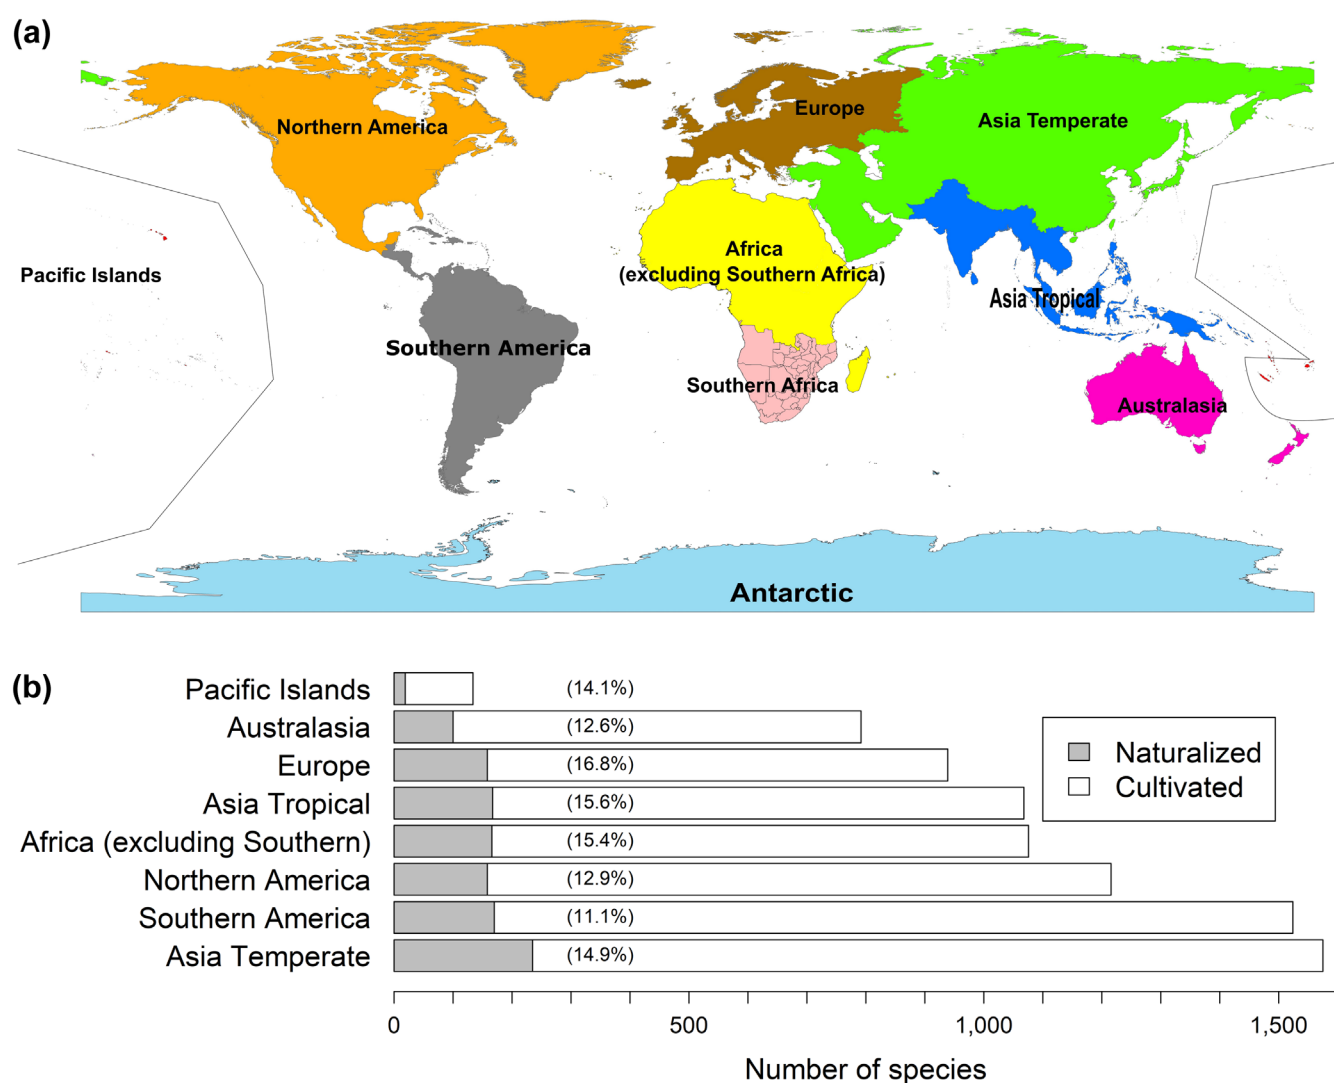 (a)
Northern America
Europe
Asia Temperate
Pacific Islands
Africa
(excluding Southern Africa)
Asia Tropical
Southern America
Southern Africa
Australasia
Antarctic
(b)
Pacific Islands (14.1%)
Australasia (12.6%)
Europe (16.8%)
Asia Tropical (15.6%)
Africa (excluding Southern) (15.4%)
Northern America (12.9%)
Southern America (11.1%)
Asia Temperate (14.9%)
Naturalized
Cultivated
0 500 1,000 1,500
Number of species